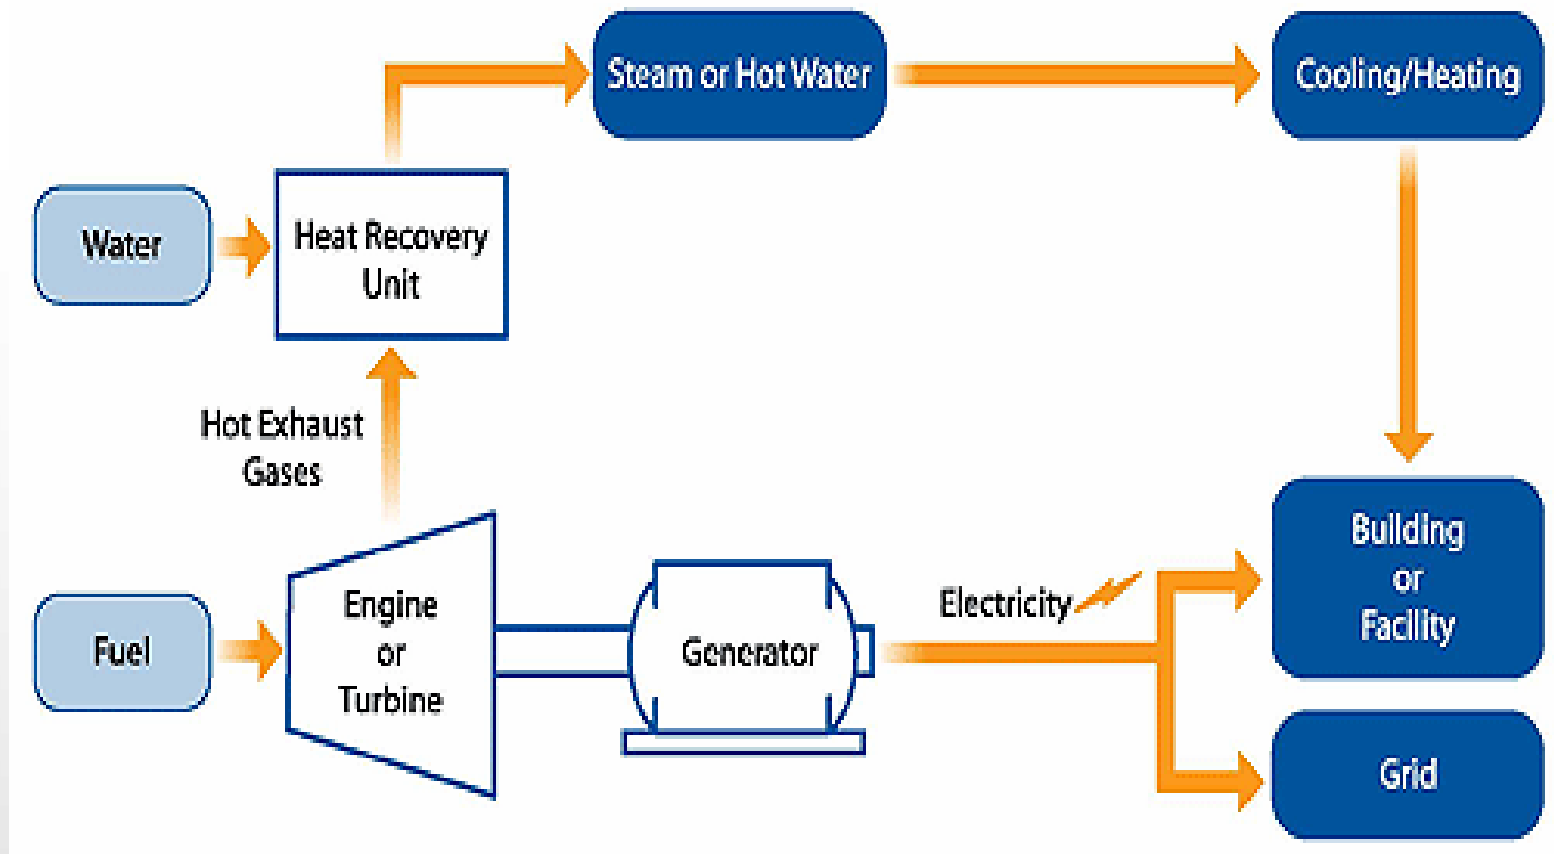 Steam or Hot Water
Cooling/Heating
Water
Heat Recovery
Unit
Hot Exhaust
Gases
Fuel
Engine
or
Turbine
Generator
Electricity
Building
or
Facility
Grid